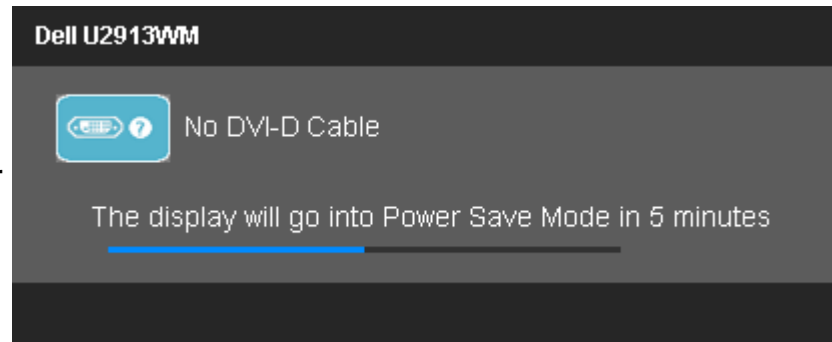 Dell U2913WM
? No DVI-D Cable
The display will go into Power Save Mode in 5 minutes